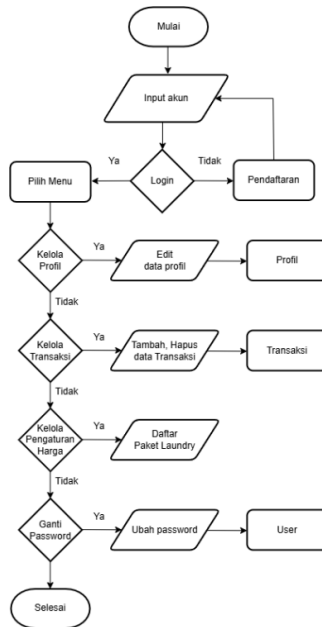 Mulai
Input akun
Ya
Tidak
Pilih Menu
Login
Pendaftaran
Kelola
Profil
Ya
Edit
data profil
Profil
Tidak
Kelola
Transaksi
Ya
Tambah, Hapus
data Transaksi
Transaksi
Tidak
Kelola
Pengaturan
Harga
Ya
Daftar
Paket Laundry
Tidak
Ganti
Password
Ya
Ubah password
User
Selesai